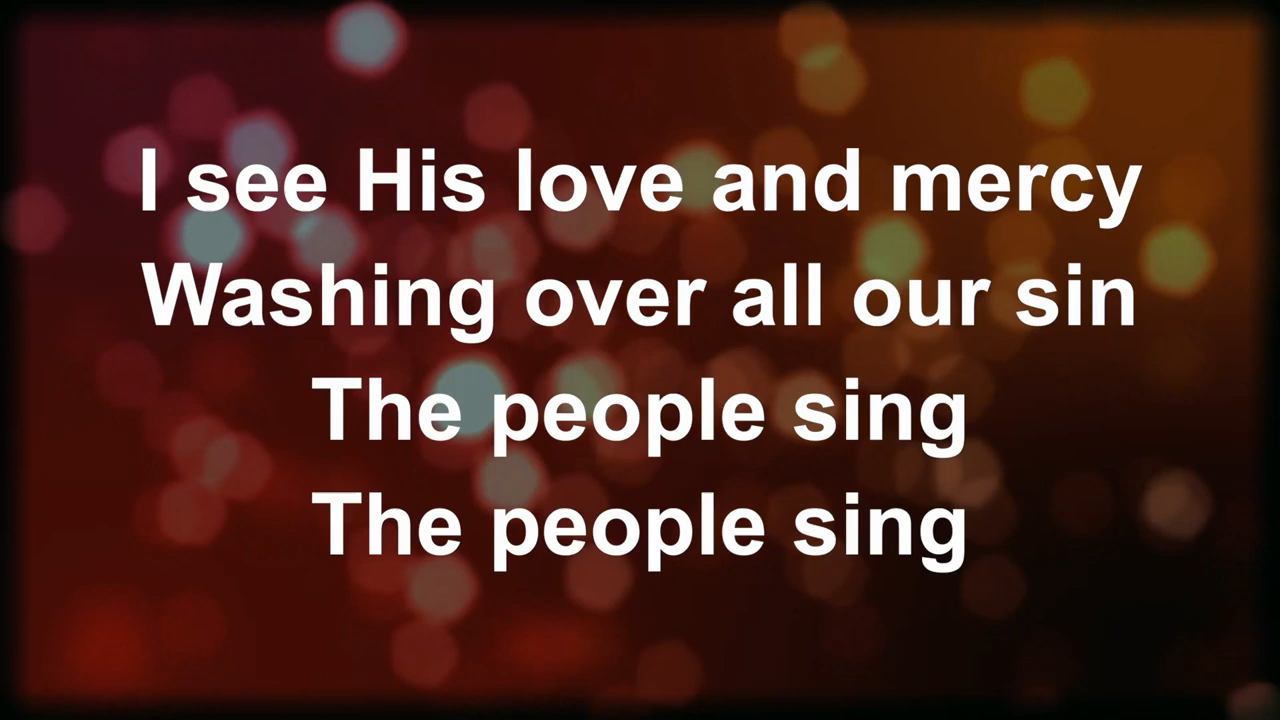 I see His love and mercy
Washing over all our sin
The people sing
The people sing